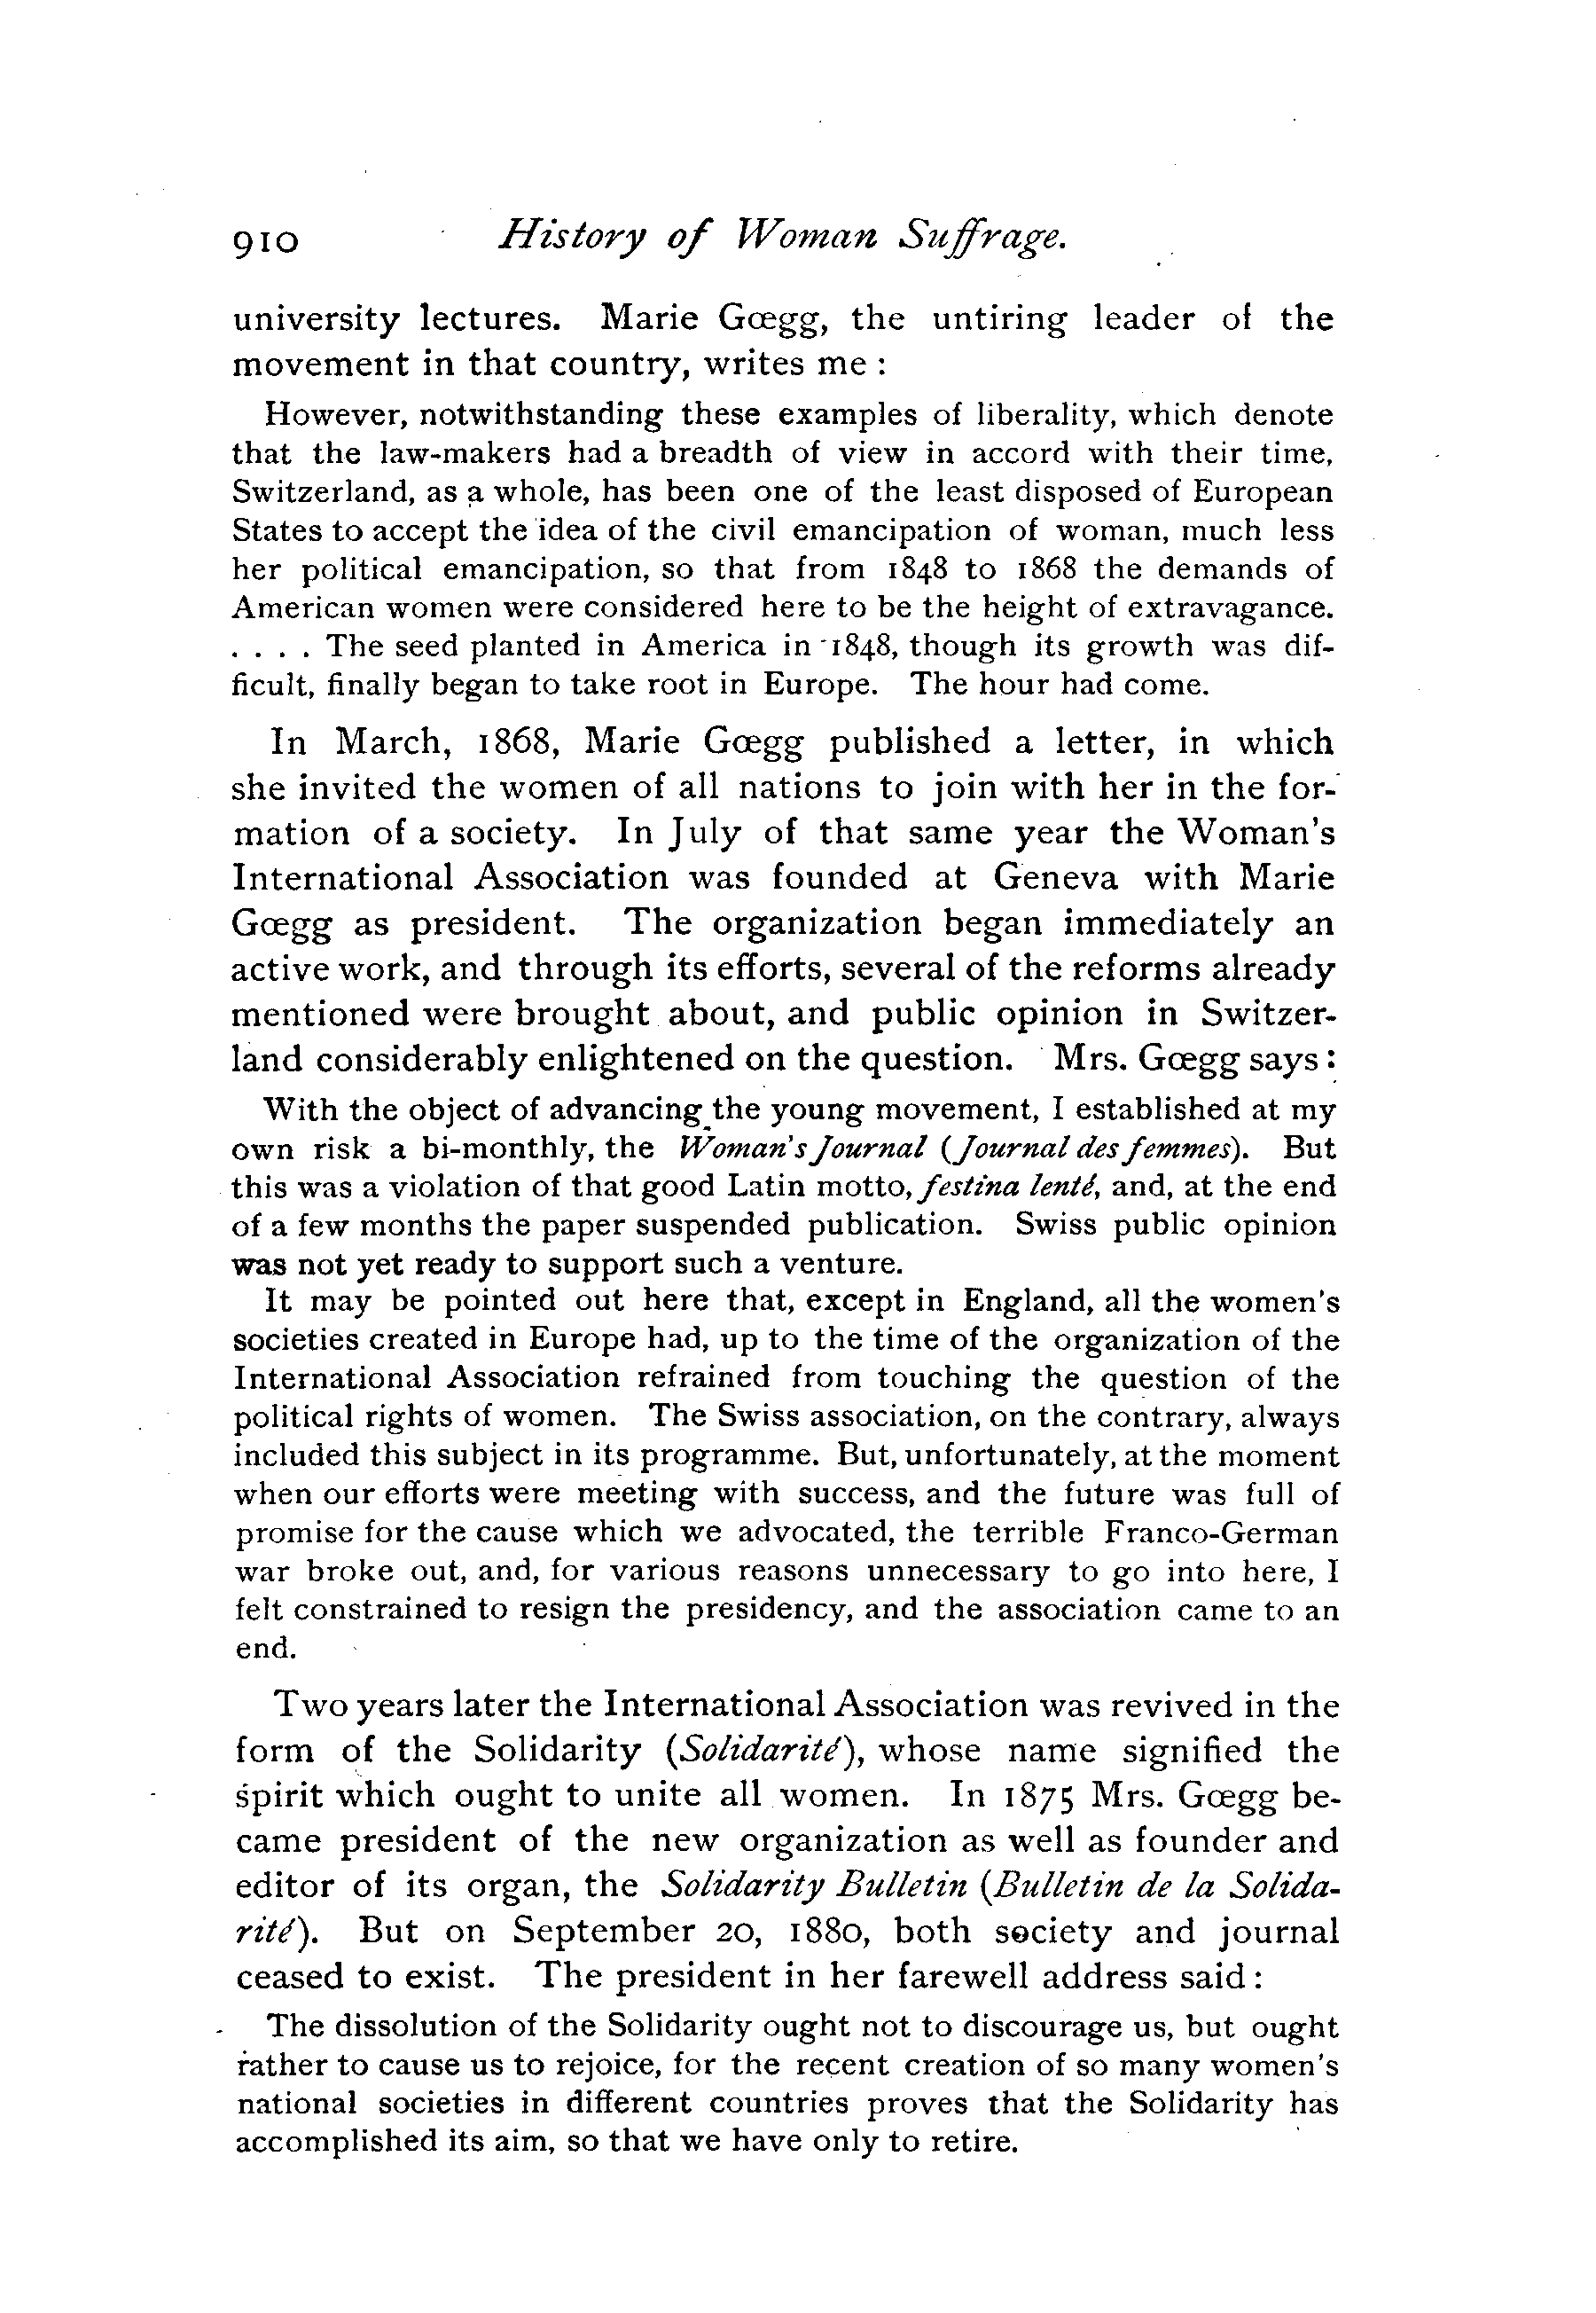 910 History of Woman Suffrage.
university lectures. Marie Gœgg, the untiring leader of the
movement in that country, writes me :
However, notwithstanding these examples of liberality, which denote
that the law-makers had a breadth of view in accord with their time,
Switzerland, as a whole, has been one of the least disposed of European
States to accept the idea of the civil emancipation of woman, much less
her political emancipation, so that from 1848 to 1868 the demands of
American women were considered here to be the height of extravagance.
. . . . The seed planted in America in 1848, though its growth was dif-
ficult, finally began to take root in Europe. The hour had come.
In March, 1868, Marie Gœgg published a letter, in which
she invited the women of all nations to join with her in the for-
mation of a society. In July of that same year the Woman's
International Association was founded at Geneva with Marie
Gœgg as president. The organization began immediately an
active work, and through its efforts, several of the reforms already
mentioned were brought about, and public opinion in Switzer-
land considerably enlightened on the question. Mrs. Gœgg says :
With the object of advancing the young movement, I established at my
own risk a bi-monthly, the Woman's Journal (Journal des femmes). But
this was a violation of that good Latin motto, festina lenté, and, at the end
of a few months the paper suspended publication. Swiss public opinion
was not yet ready to support such a venture.
It may be pointed out here that, except in England, all the women's
societies created in Europe had, up to the time of the organization of the
International Association refrained from touching the question of the
political rights of women. The Swiss association, on the contrary, always
included this subject in its programme. But, unfortunately, at the moment
when our efforts were meeting with success, and the future was full of
promise for the cause which we advocated, the terrible Franco-German
war broke out, and, for various reasons unnecessary to go into here, I
felt constrained to resign the presidency, and the association came to an
end.
Two years later the International Association was revived in the
form of the Solidarity (Solidarité), whose name signified the
spirit which ought to unite all women. In 1875 Mrs. Gœgg be-
came president of the new organization as well as founder and
editor of its organ, the Solidarity Bulletin (Bulletin de la Solida-
rité). But on September 20, 1880, both society and journal
ceased to exist. The president in her farewell address said :
The dissolution of the Solidarity ought not to discourage us, but ought
rather to cause us to rejoice, for the recent creation of so many women's
national societies in different countries proves that the Solidarity has
accomplished its aim, so that we have only to retire.